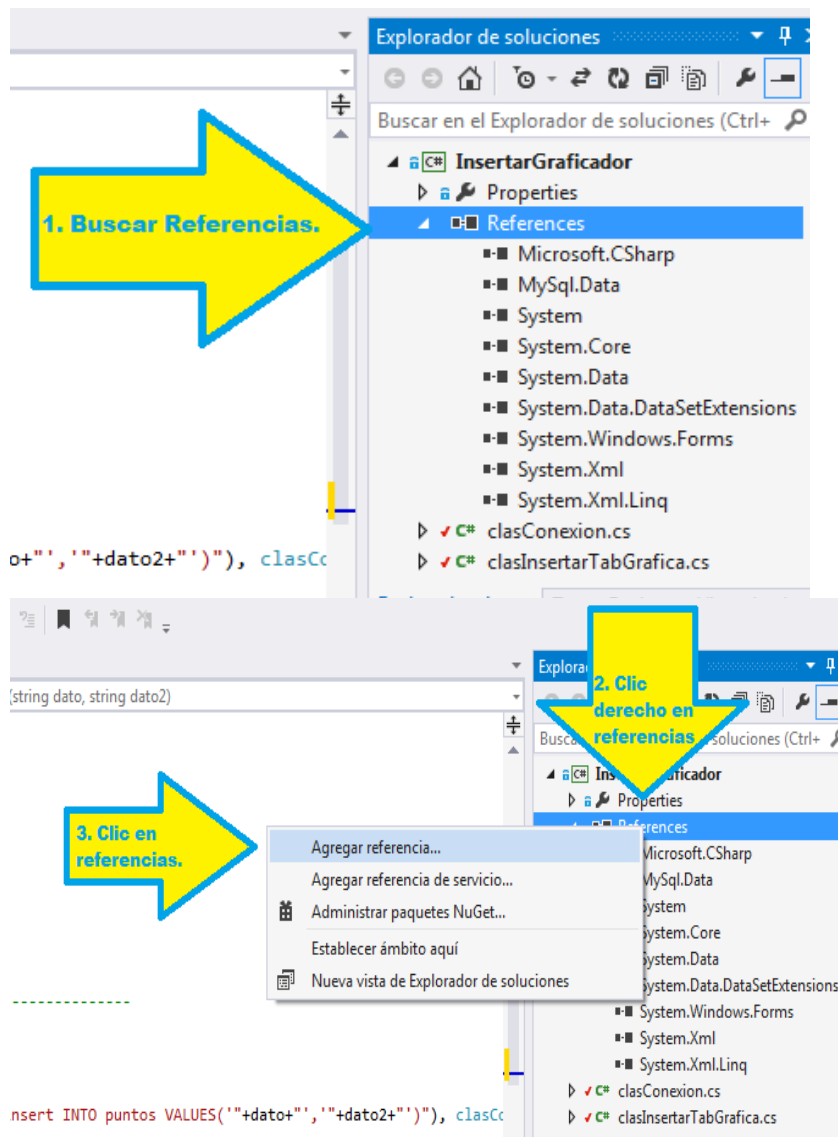 Explorador de soluciones
Buscar en el Explorador de soluciones (Ctrl+
C# InsertarGraficador
Properties
1. Buscar Referencias.
References
Microsoft.CSharp
MySql.Data
System
System.Core
System.Data
System.Data.DataSetExtensions
System.Windows.Forms
System.Xml
System.Xml.Linq
C# clasConexion.cs
o+"','"+dato2+"')"), clasCo
C# clasInsertarTabGrafica.cs
(string dato, string dato2)
2. Clic
derecho en
referencias
soluciones (Ctrl+
C#
Properties
References
3. Clic en
referencias.
Agregar referencia...
Agregar referencia de servicio...
Administrar paquetes NuGet...
Establecer ámbito aquí
Nueva vista de Explorador de soluciones
Microsoft.CSharp
MySql.Data
System
System.Core
System.Data
System.Data.DataSetExtensions
System.Windows.Forms
System.Xml
System.Xml.Linq
--------------
C# clasConexion.cs
nsert INTO puntos VALUES('"+dato+"','"+dato2+"')"), clasCo
C# clasInsertarTabGrafica.cs